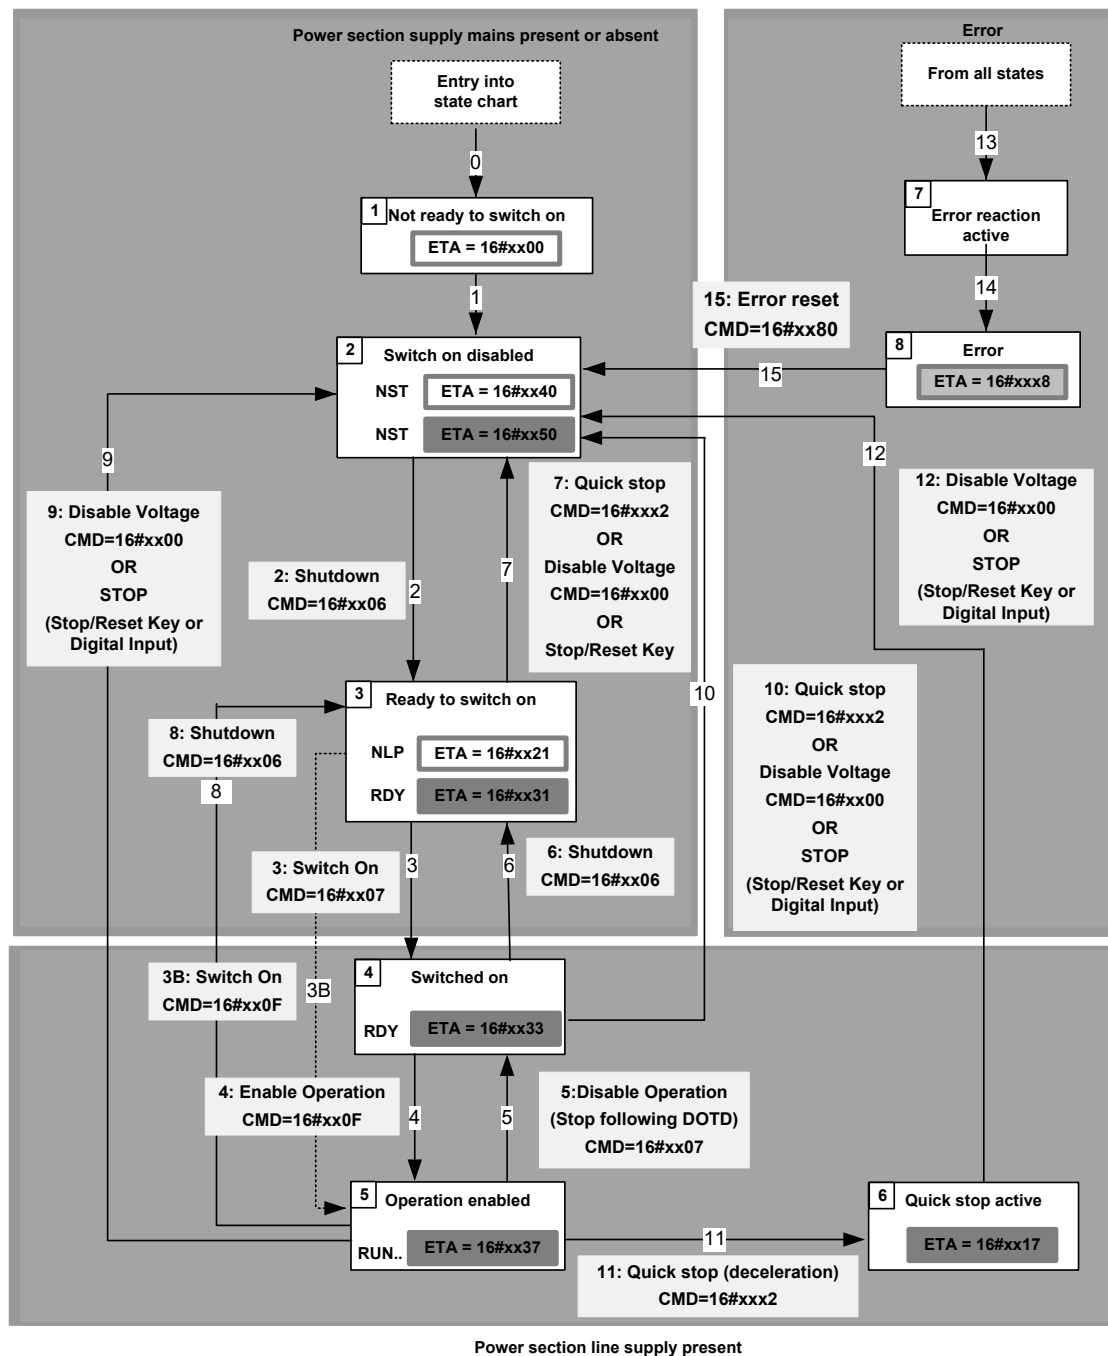 Power section supply mains present or absent
Error
Entry into
state chart
From all states
0
13
1
Not ready to switch on
ETA = 16#xx00
7
Error reaction
active
1
14
15: Error reset
CMD=16#xx80
2
Switch on disabled
NST
ETA = 16#xx40
NST
ETA = 16#xx50
8
Error
ETA = 16#xxx8
15
9
12
9: Disable Voltage
CMD=16#xx00
OR
STOP
(Stop/Reset Key or
Digital Input)
7: Quick stop
CMD=16#xxx2
OR
Disable Voltage
CMD=16#xx00
OR
Stop/Reset Key
12: Disable Voltage
CMD=16#xx00
OR
STOP
(Stop/Reset Key or
Digital Input)
2: Shutdown
CMD=16#xx06
2
7
3
Ready to switch on
NLP
ETA = 16#xx21
RDY
ETA = 16#xx31
10
10: Quick stop
CMD=16#xxx2
OR
Disable Voltage
CMD=16#xx00
OR
STOP
(Stop/Reset Key or
Digital Input)
8: Shutdown
CMD=16#xx06
8
3: Switch On
CMD=16#xx07
3
6
6: Shutdown
CMD=16#xx06
3B: Switch On
CMD=16#xx0F
3B
4
Switched on
RDY
ETA = 16#xx33
4: Enable Operation
CMD=16#xx0F
4
5
5:Disable Operation
(Stop following DOTD)
CMD=16#xx07
5
Operation enabled
RUN..
ETA = 16#xx37
11
11: Quick stop (deceleration)
CMD=16#xxx2
6
Quick stop active
ETA = 16#xx17
Power section line supply present